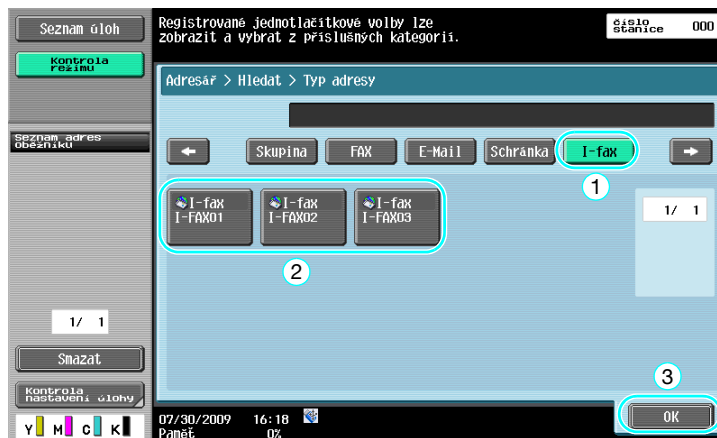 Seznam úloh
Kontrola
režimu
Seznam adres
oběžníku
1/ 1
Smazat
Kontrola
nastavení úlohy
Y M C K
Registrované jednotlačítkové volby lze
zobrazit a vybrat z příslušných kategorií.
číslo
stanice 000
Adresář > Hledat > Typ adresy
Skupina FAX E-Mail Schránka I-fax
1
I-fax I-fax I-fax
I-FAX01 I-FAX02 I-FAX03
2
1/ 1
3
OK
07/30/2009 16:18
Paměť 0%